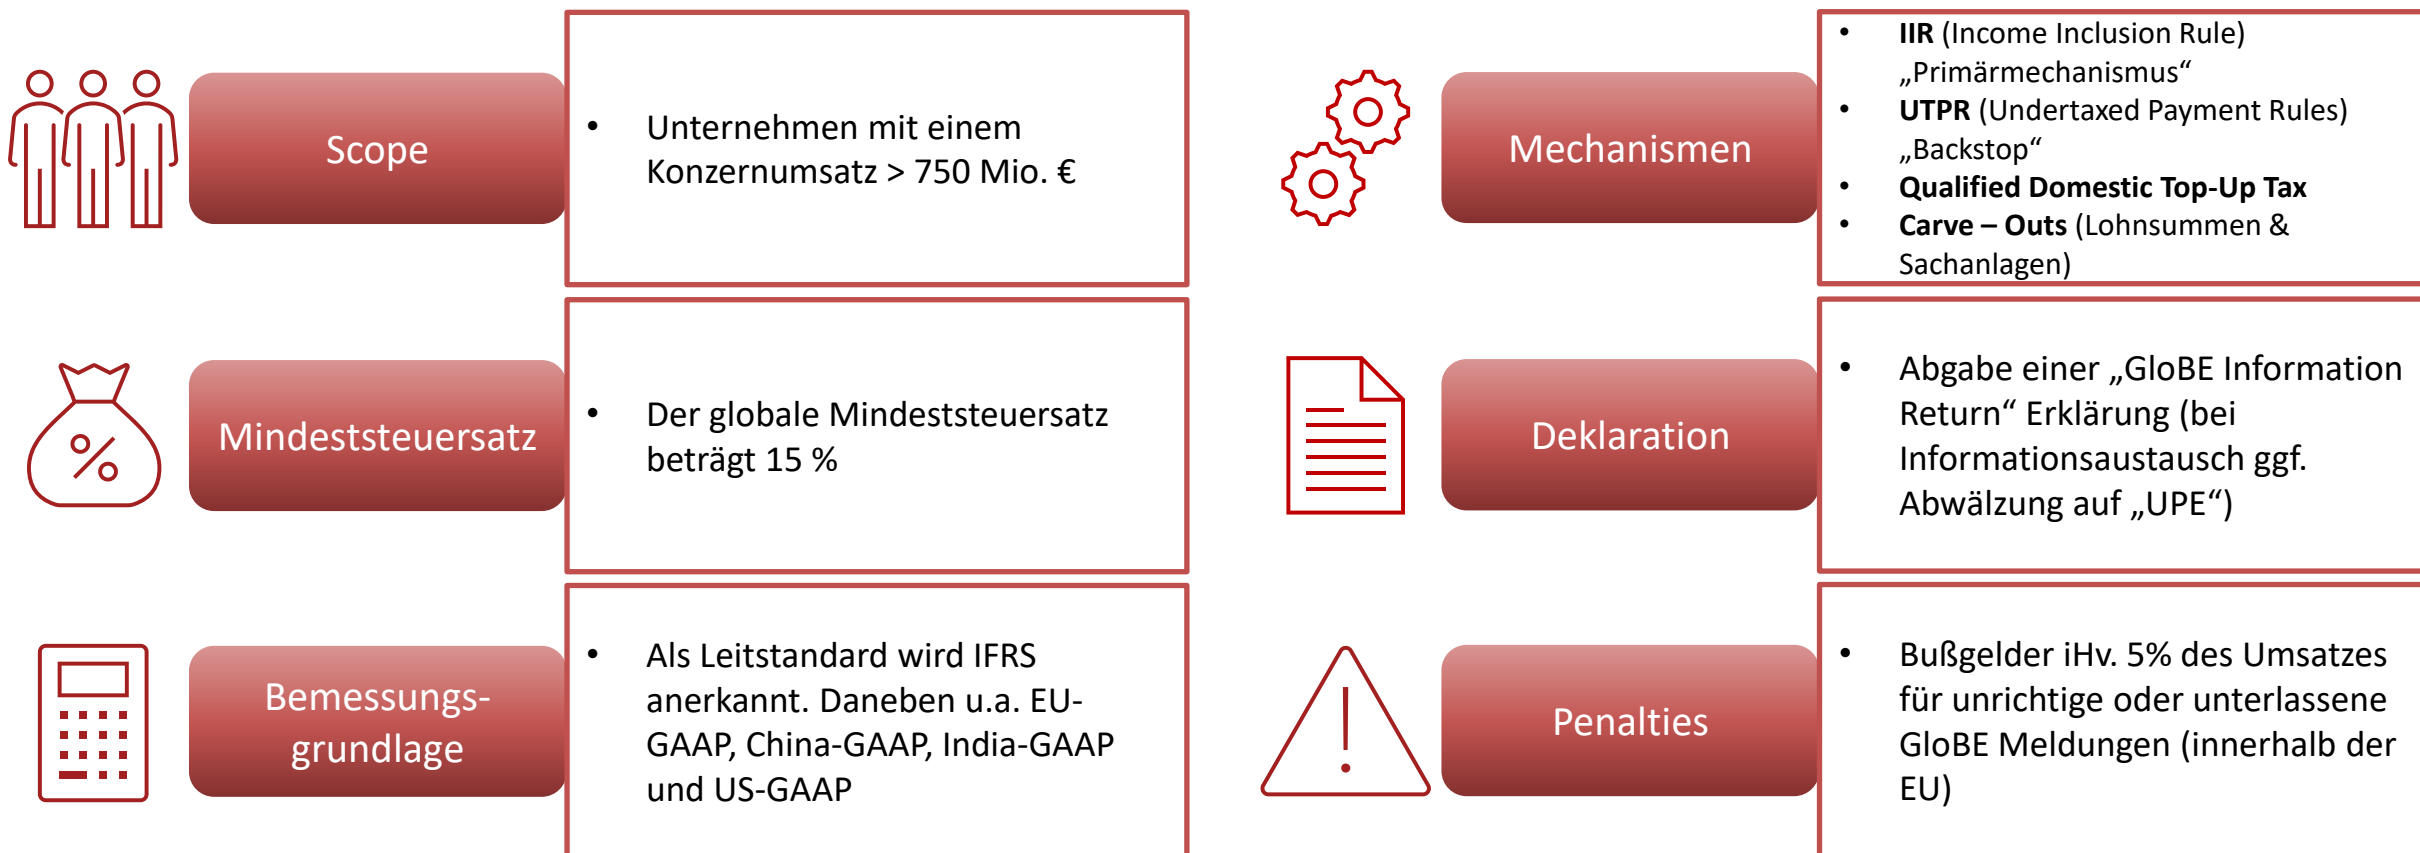 Scope
• Unternehmen mit einem
Konzernumsatz > 750 Mio. €
Mechanismen
• IIR (Income Inclusion Rule)
„Primärmechanismus“
• UTPR (Undertaxed Payment Rules)
„Backstop“
• Qualified Domestic Top-Up Tax
• Carve – Outs (Lohnsummen &
Sachanlagen)
Mindeststeuersatz
• Der globale Mindeststeuersatz
beträgt 15 %
Deklaration
• Abgabe einer „GloBE Information
Return“ Erklärung (bei
Informationsaustausch ggf.
Abwälzung auf „UPE“)
Bemessungs-
grundlage
• Als Leitstandard wird IFRS
anerkannt. Daneben u.a. EU-
GAAP, China-GAAP, India-GAAP
und US-GAAP
Penalties
• Bußgelder iHv. 5% des Umsatzes
für unrichtige oder unterlassene
GloBE Meldungen (innerhalb der
EU)